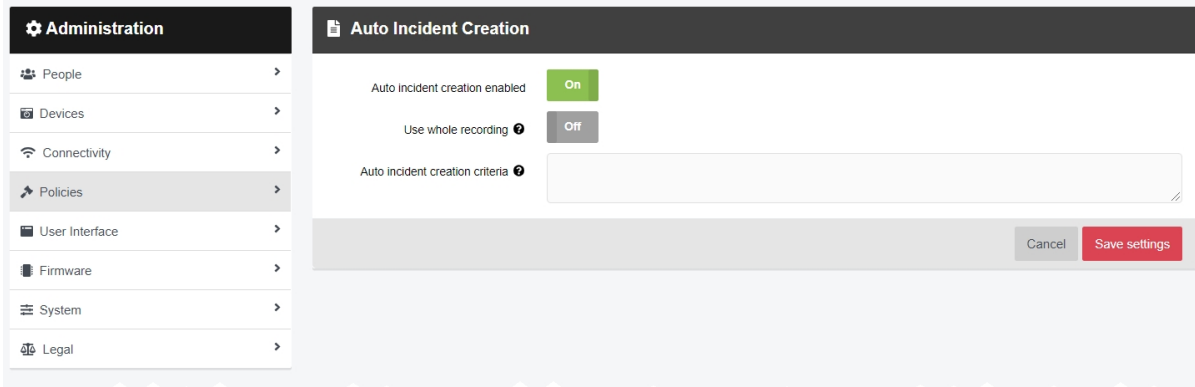 Administration
People
Devices
Connectivity
Policies
User Interface
Firmware
System
Legal
Auto Incident Creation
Auto incident creation enabled On
Use whole recording Off
Auto incident creation criteria
Cancel Save settings